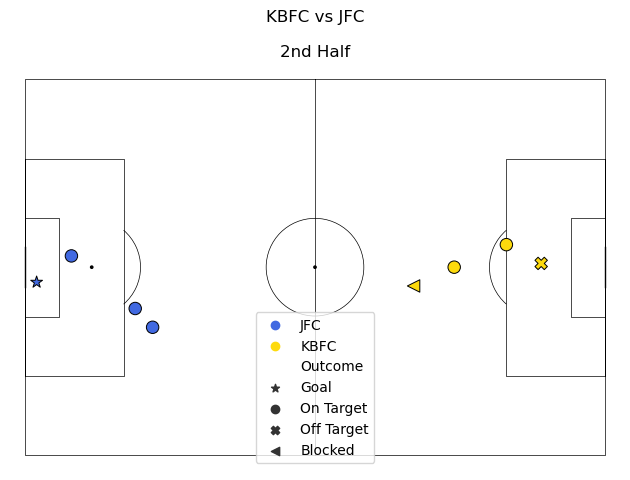 KBFC vs JFC
2nd Half
JFC
KBFC
Outcome
Goal
On Target
Off Target
Blocked